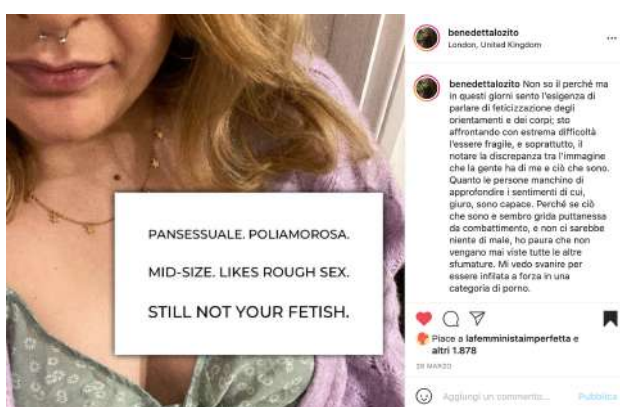 PANSESSUALE. POLIAMOROSA.
MID-SIZE. LIKES ROUGH SEX.
STILL NOT YOUR FETISH.
benedettalozito
London, United Kingdom
benedettalozito Non so il perché ma
in questi giorni sento l'esigenza di
parlare di feticizzazione degli
orientamenti e dei corpi; sto
affrontando con estrema difficoltà
l'essere fragile, e soprattutto, il
notare la discrepanza tra l'immagine
che la gente ha di me e ciò che sono.
Quanto le persone manchino di
approfondire i sentimenti di cui,
giuro, sono capace. Perché se ciò
che sono e sembro grida puttanessa
da combattimento, e non ci sarebbe
niente di male, ho paura che non
vengano mai viste tutte le altre
sfumature. Mi vedo svanire per
essere infilata a forza in una
categoria di porno.
Piace a lafemministaimperfetta e
altri 1.878
28 MARZO
Aggiungi un commento... Pubblica